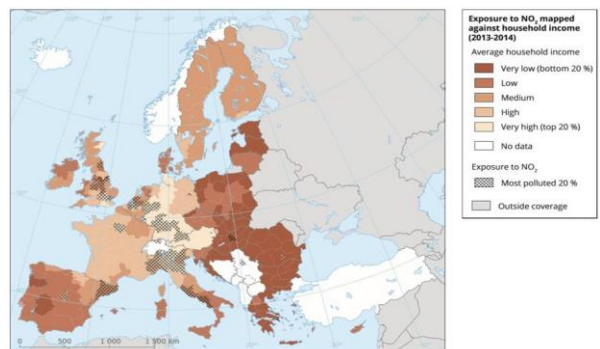 Exposure to NO₂ mapped
against household income
(2013-2014)
Average household income
Very low (bottom 20 %)
Low
Medium
High
Very high (top 20 %)
No data
Exposure to NO₂
Most polluted 20 %
Outside coverage
0 500 1 000 1 500 km